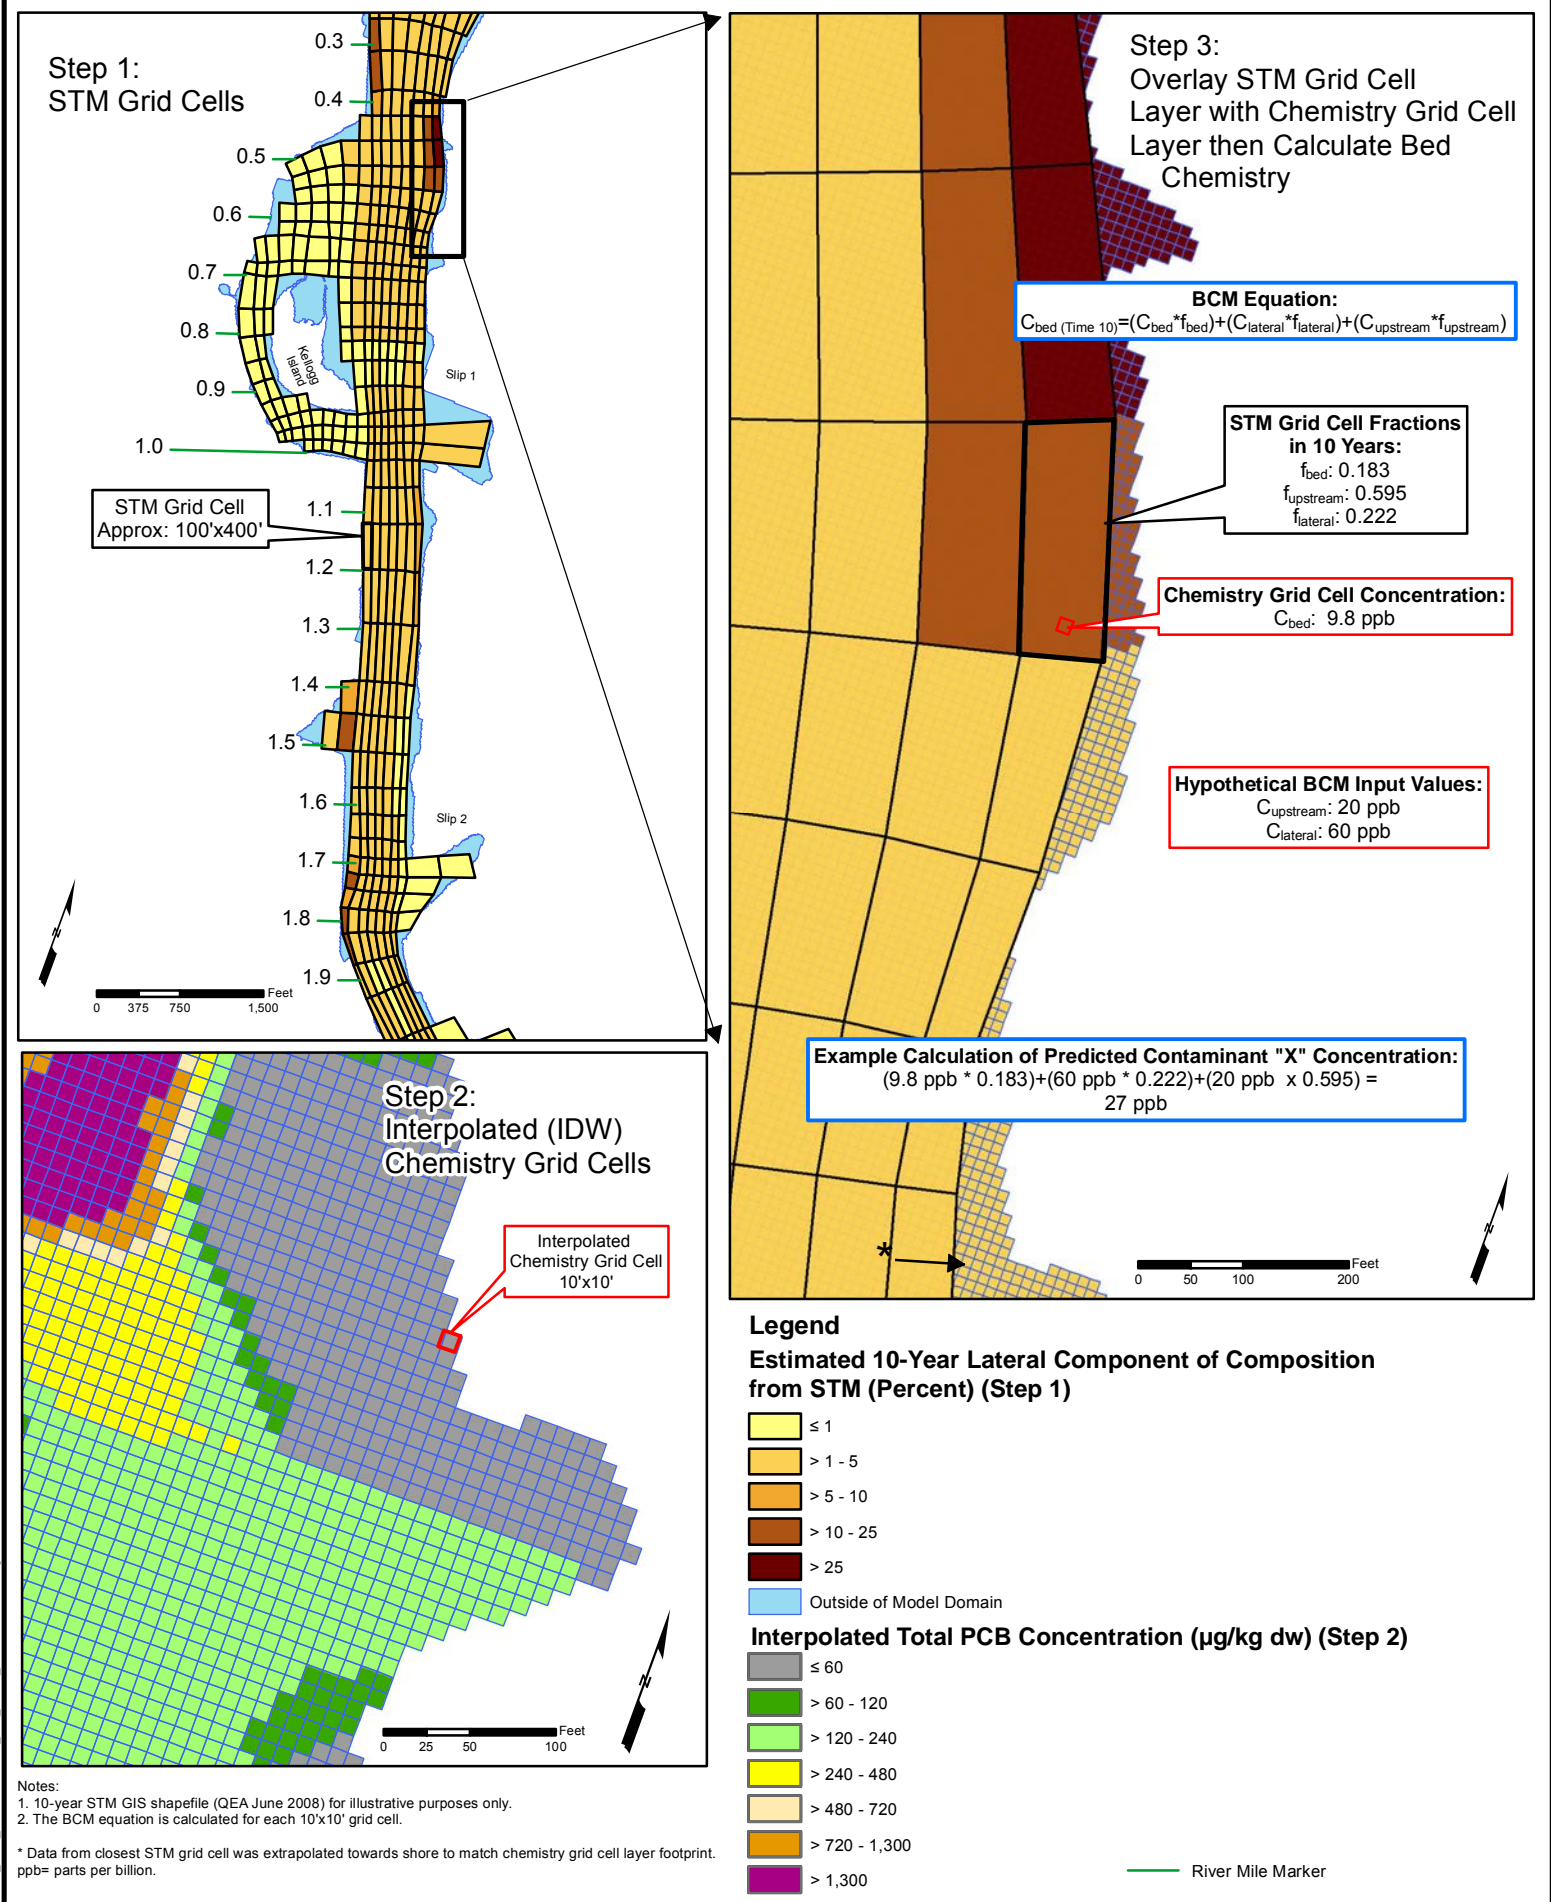 Step 1:
STM Grid Cells
0.3
0.4
0.5
0.6
0.7
0.8
0.9
1.0
1.1
1.2
1.3
1.4
1.5
1.6
1.7
1.8
1.9
Kellogg
Island
Slip 1
Slip 2
STM Grid Cell
Approx: 100'x400'
N
Feet
0 375 750 1,500
Step 2:
Interpolated (IDW)
Chemistry Grid Cells
Interpolated
Chemistry Grid Cell
10'x10'
N
Feet
0 25 50 100
Step 3:
Overlay STM Grid Cell
Layer with Chemistry Grid Cell
Layer then Calculate Bed
Chemistry
BCM Equation:
Cbed (Time 10)=(Cbed*fbed)+(Clateral*flateral)+(Cupstream*fupstream)
STM Grid Cell Fractions
in 10 Years:
fbed: 0.183
fupstream: 0.595
flateral: 0.222
Chemistry Grid Cell Concentration:
Cbed: 9.8 ppb
Hypothetical BCM Input Values:
Cupstream: 20 ppb
Clateral: 60 ppb
Example Calculation of Predicted Contaminant "X" Concentration:
(9.8 ppb * 0.183)+(60 ppb * 0.222)+(20 ppb x 0.595) =
27 ppb
*
N
Feet
0 50 100 200
Legend
Estimated 10-Year Lateral Component of Composition
from STM (Percent) (Step 1)
≤ 1
> 1 - 5
> 5 - 10
> 10 - 25
> 25
Outside of Model Domain
Interpolated Total PCB Concentration (µg/kg dw) (Step 2)
≤ 60
> 60 - 120
> 120 - 240
> 240 - 480
> 480 - 720
> 720 - 1,300
> 1,300
River Mile Marker
Notes:
1. 10-year STM GIS shapefile (QEA June 2008) for illustrative purposes only.
2. The BCM equation is calculated for each 10'x10' grid cell.
* Data from closest STM grid cell was extrapolated towards shore to match chemistry grid cell layer footprint.
ppb= parts per billion.